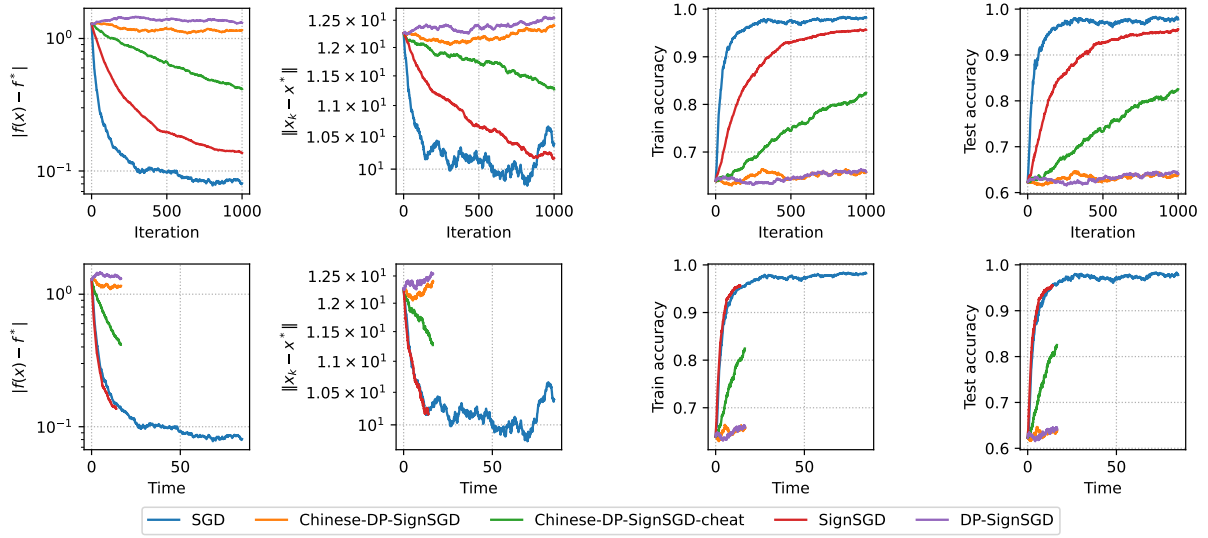 |f(x) − f*|
10⁰
10⁻¹
0 500 1000
Iteration
‖xₖ − x*‖
1.25 × 10¹
1.2 × 10¹
1.15 × 10¹
1.1 × 10¹
1.05 × 10¹
10¹
0 500 1000
Iteration
Train accuracy
1.0
0.9
0.8
0.7
0 500 1000
Iteration
Test accuracy
1.0
0.9
0.8
0.7
0.6
0 500 1000
Iteration
|f(x) − f*|
10⁰
10⁻¹
0 50
Time
‖xₖ − x*‖
1.25 × 10¹
1.2 × 10¹
1.15 × 10¹
1.1 × 10¹
1.05 × 10¹
10¹
0 50
Time
Train accuracy
1.0
0.9
0.8
0.7
0 50
Time
Test accuracy
1.0
0.9
0.8
0.7
0.6
0 50
Time
SGD Chinese-DP-SignSGD Chinese-DP-SignSGD-cheat SignSGD DP-SignSGD